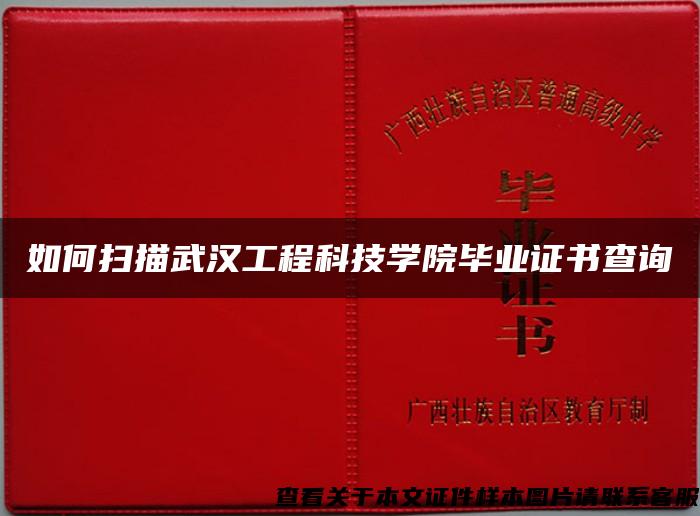 广西壮族自治区普通高级中学
毕业证书
如何扫描武汉工程科技学院毕业证书查询
广西壮族自治区教育厅制
查看关于本文证件样本图片请联系客服